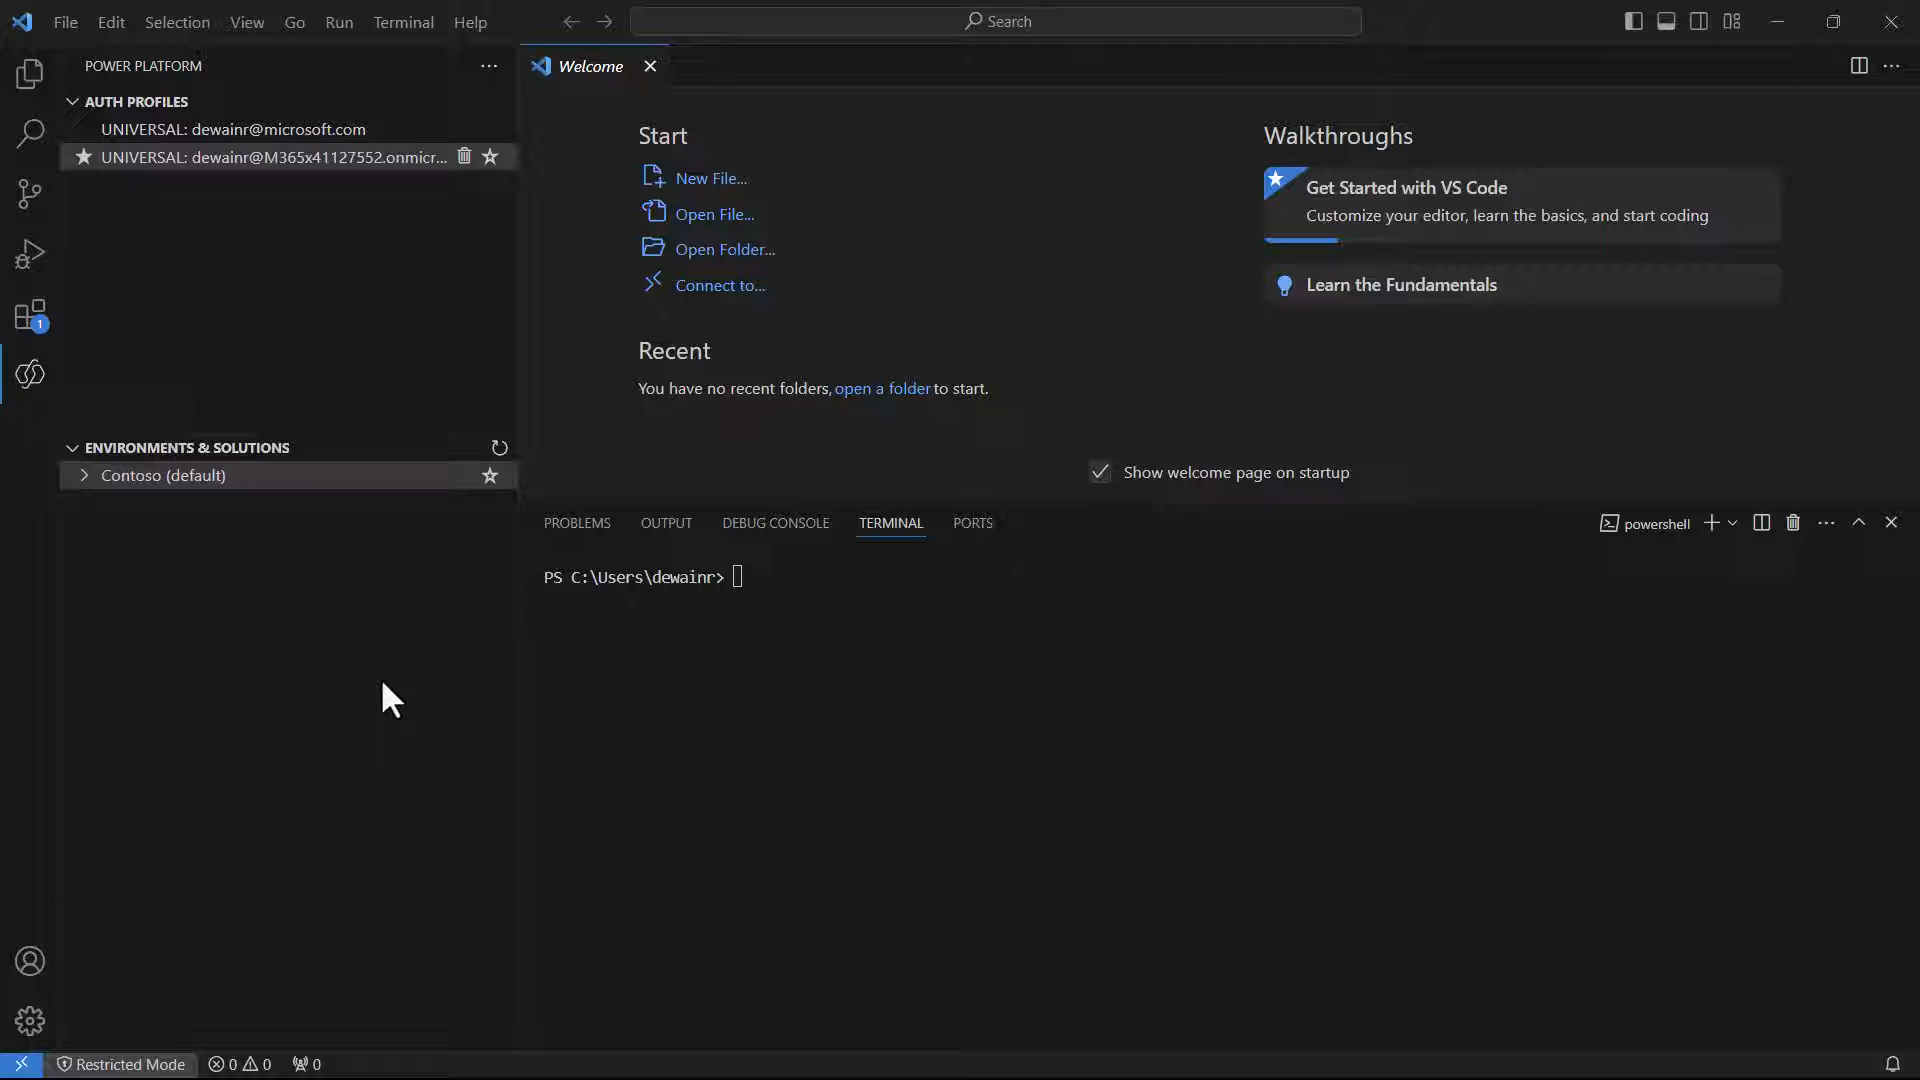 File Edit Selection View Go Run Terminal Help
Search
POWER PLATFORM
Welcome
AUTH PROFILES
UNIVERSAL: dewainr@microsoft.com
UNIVERSAL: dewainr@M365x41127552.onmicr...
Start
New File...
Open File...
Open Folder...
Connect to...
Recent
You have no recent folders, open a folder to start.
Walkthroughs
Get Started with VS Code
Customize your editor, learn the basics, and start coding
Learn the Fundamentals
1
ENVIRONMENTS & SOLUTIONS
Contoso (default)
Show welcome page on startup
PROBLEMS OUTPUT DEBUG CONSOLE TERMINAL PORTS
powershell
PS C:\Users\dewainr>
Restricted Mode 0 0 0